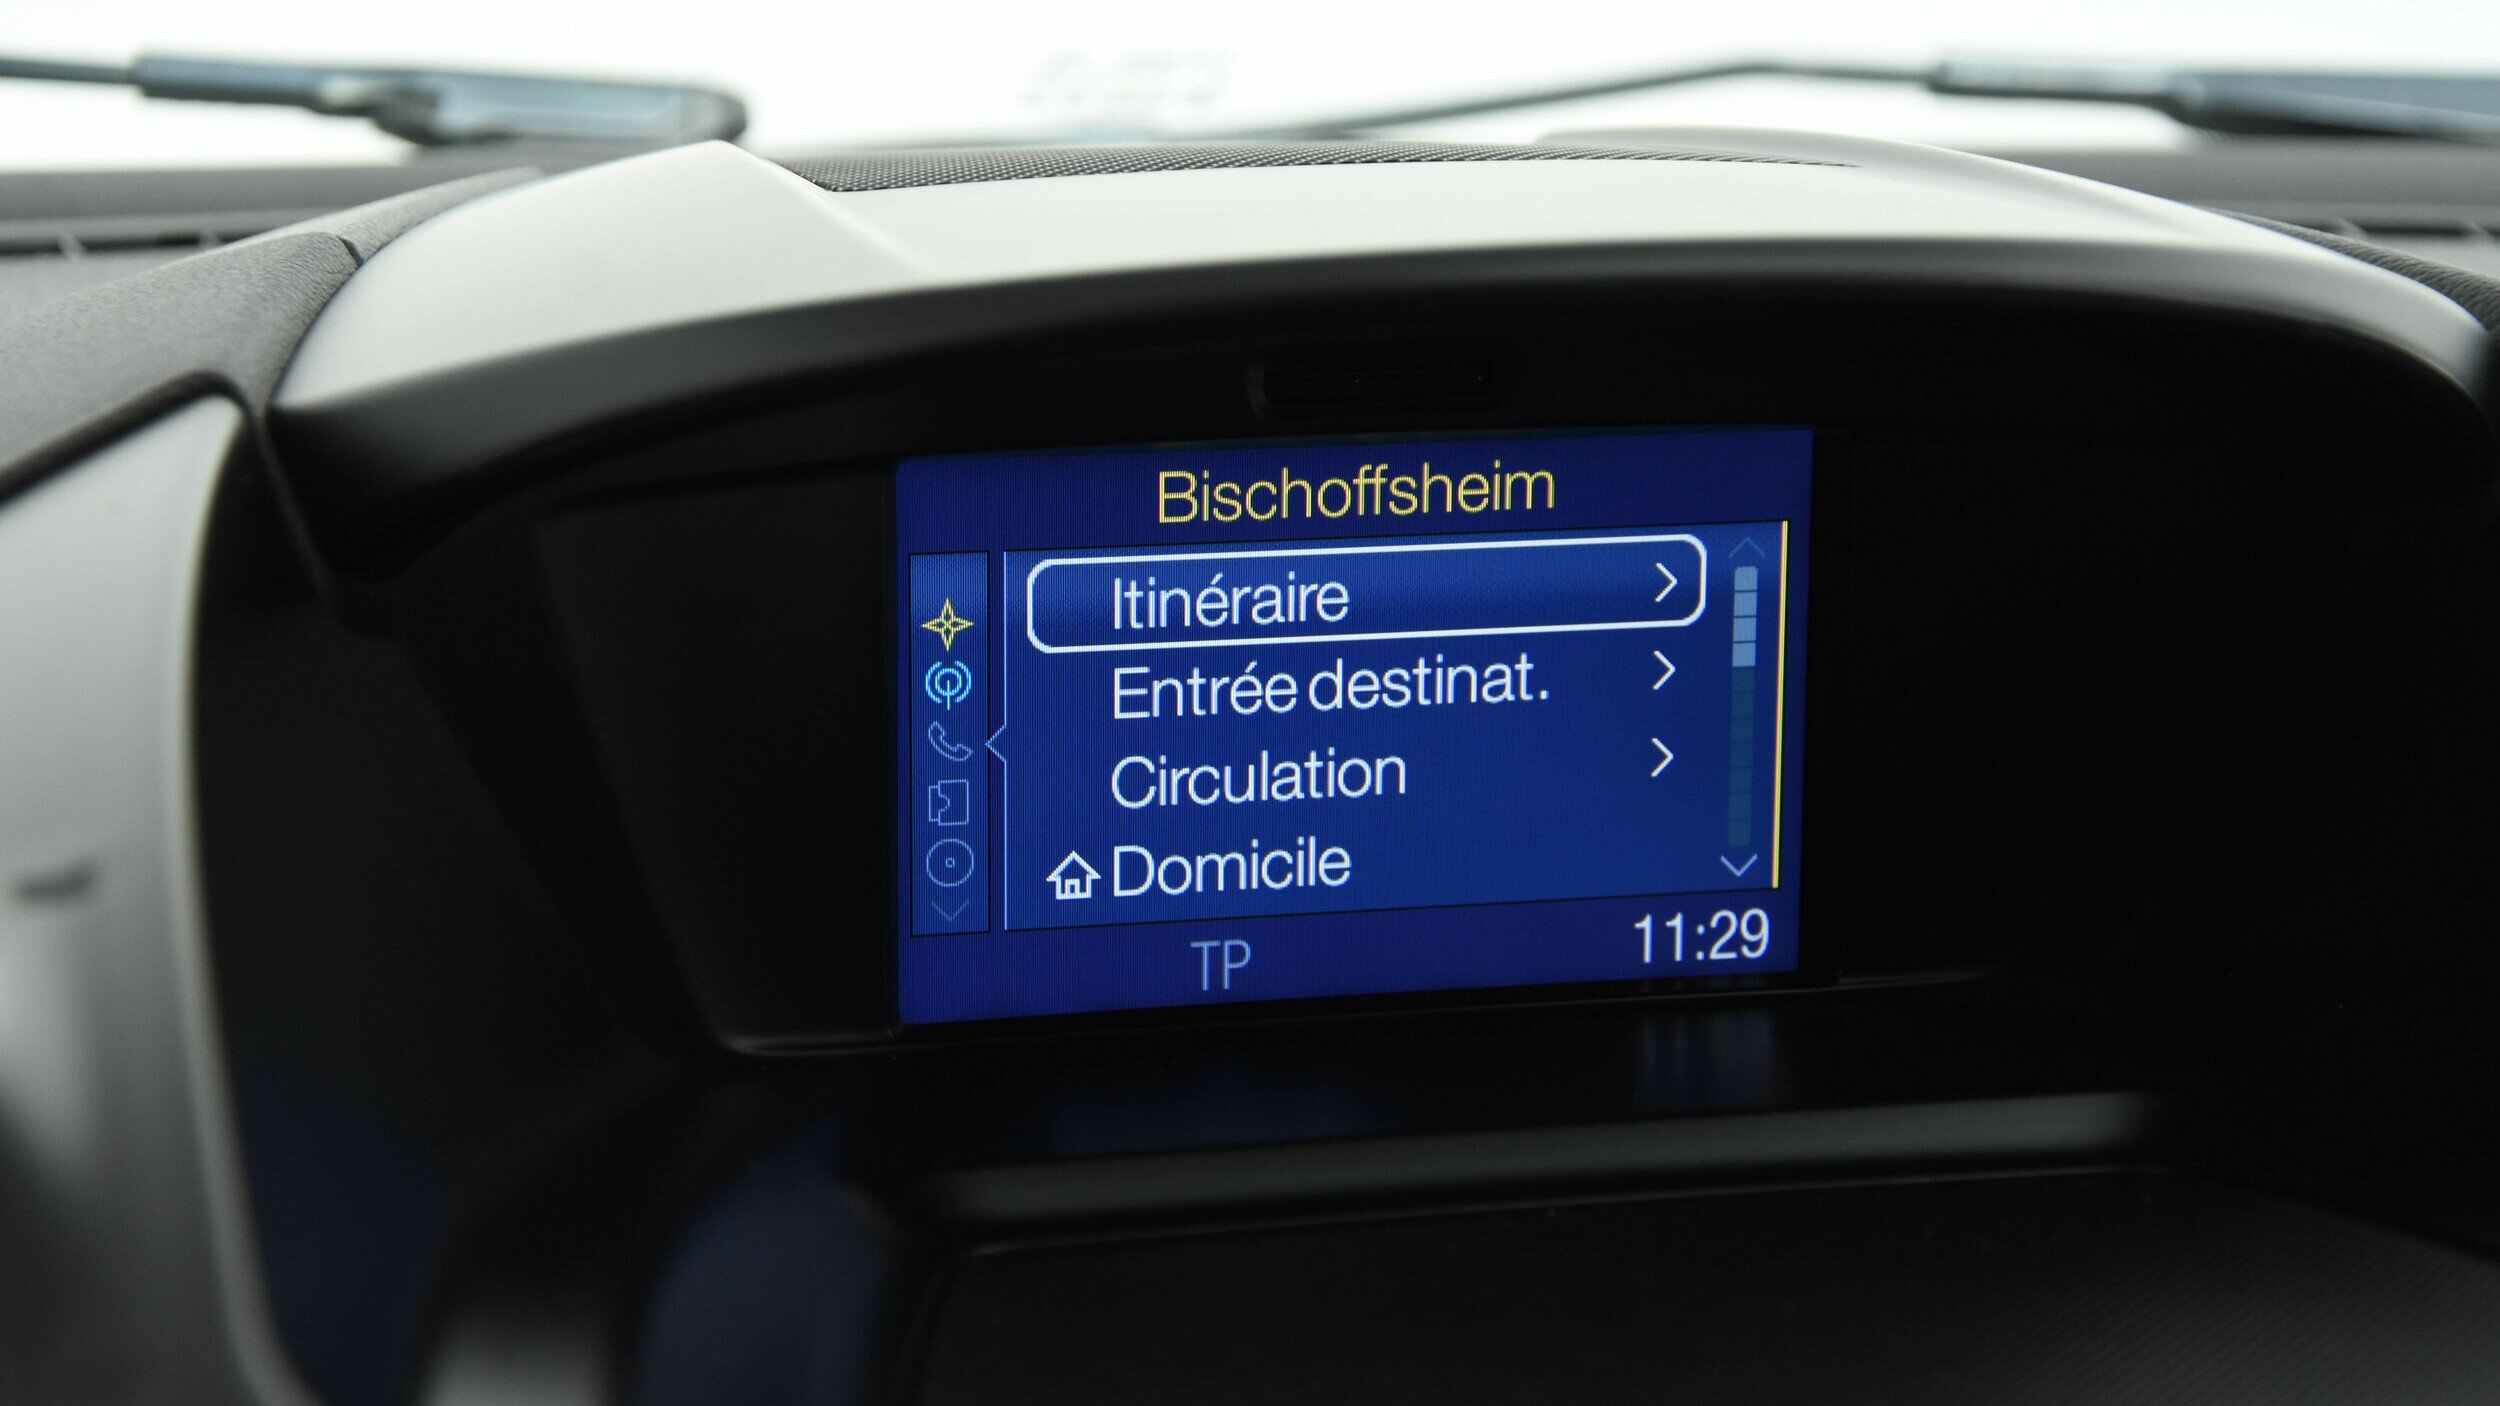 Bischoffsheim
Itinéraire
Entrée destinat.
Circulation
Domicile
TP
11:29